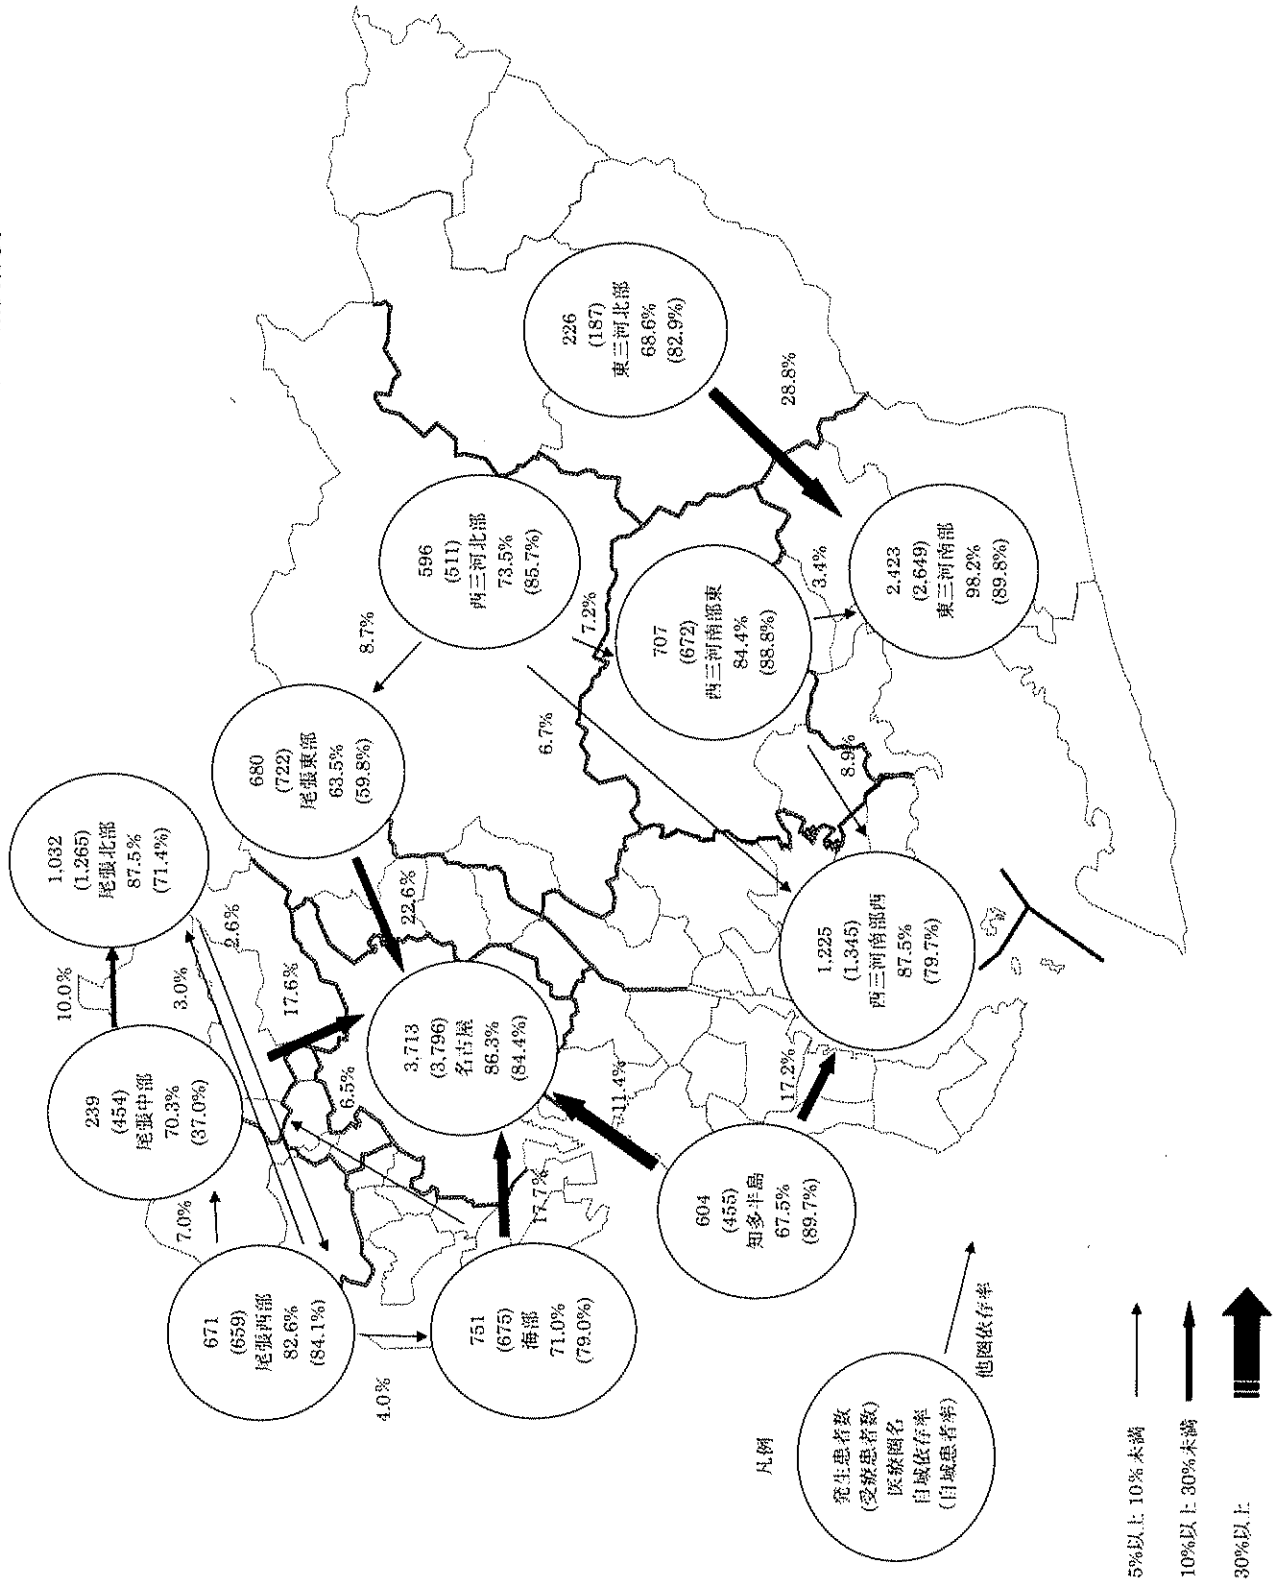 1,032
(1,265)
尾張北部
87.5%
(71.4%)
10.0%
239
(454)
尾張中部
70.3%
(37.0%)
3.0%
2.6%
7.0%
671
(659)
尾張西部
82.6%
(84.1%)
4.0%
680
(722)
尾張東部
63.5%
(59.8%)
22.6%
17.6%
6.5%
3,713
(3,796)
名古屋
86.3%
(84.4%)
751
(675)
海部
71.0%
(79.0%)
17.7%
11.4%
604
(455)
知多半島
67.5%
(89.7%)
17.2%
596
(511)
西三河北部
73.5%
(85.7%)
8.7%
7.2%
6.7%
707
(672)
西三河南部東
84.4%
(88.8%)
8.9%
3.4%
1,225
(1,345)
西三河南部西
87.5%
(79.7%)
226
(187)
東三河北部
68.6%
(82.9%)
28.8%
2,423
(2,649)
東三河南部
98.2%
(89.8%)
凡例
発生患者数
(受療患者数)
医療圏名
自域依存率
(自域患者率)
他圏依存率
5%以上10%未満
10%以上30%未満
30%以上